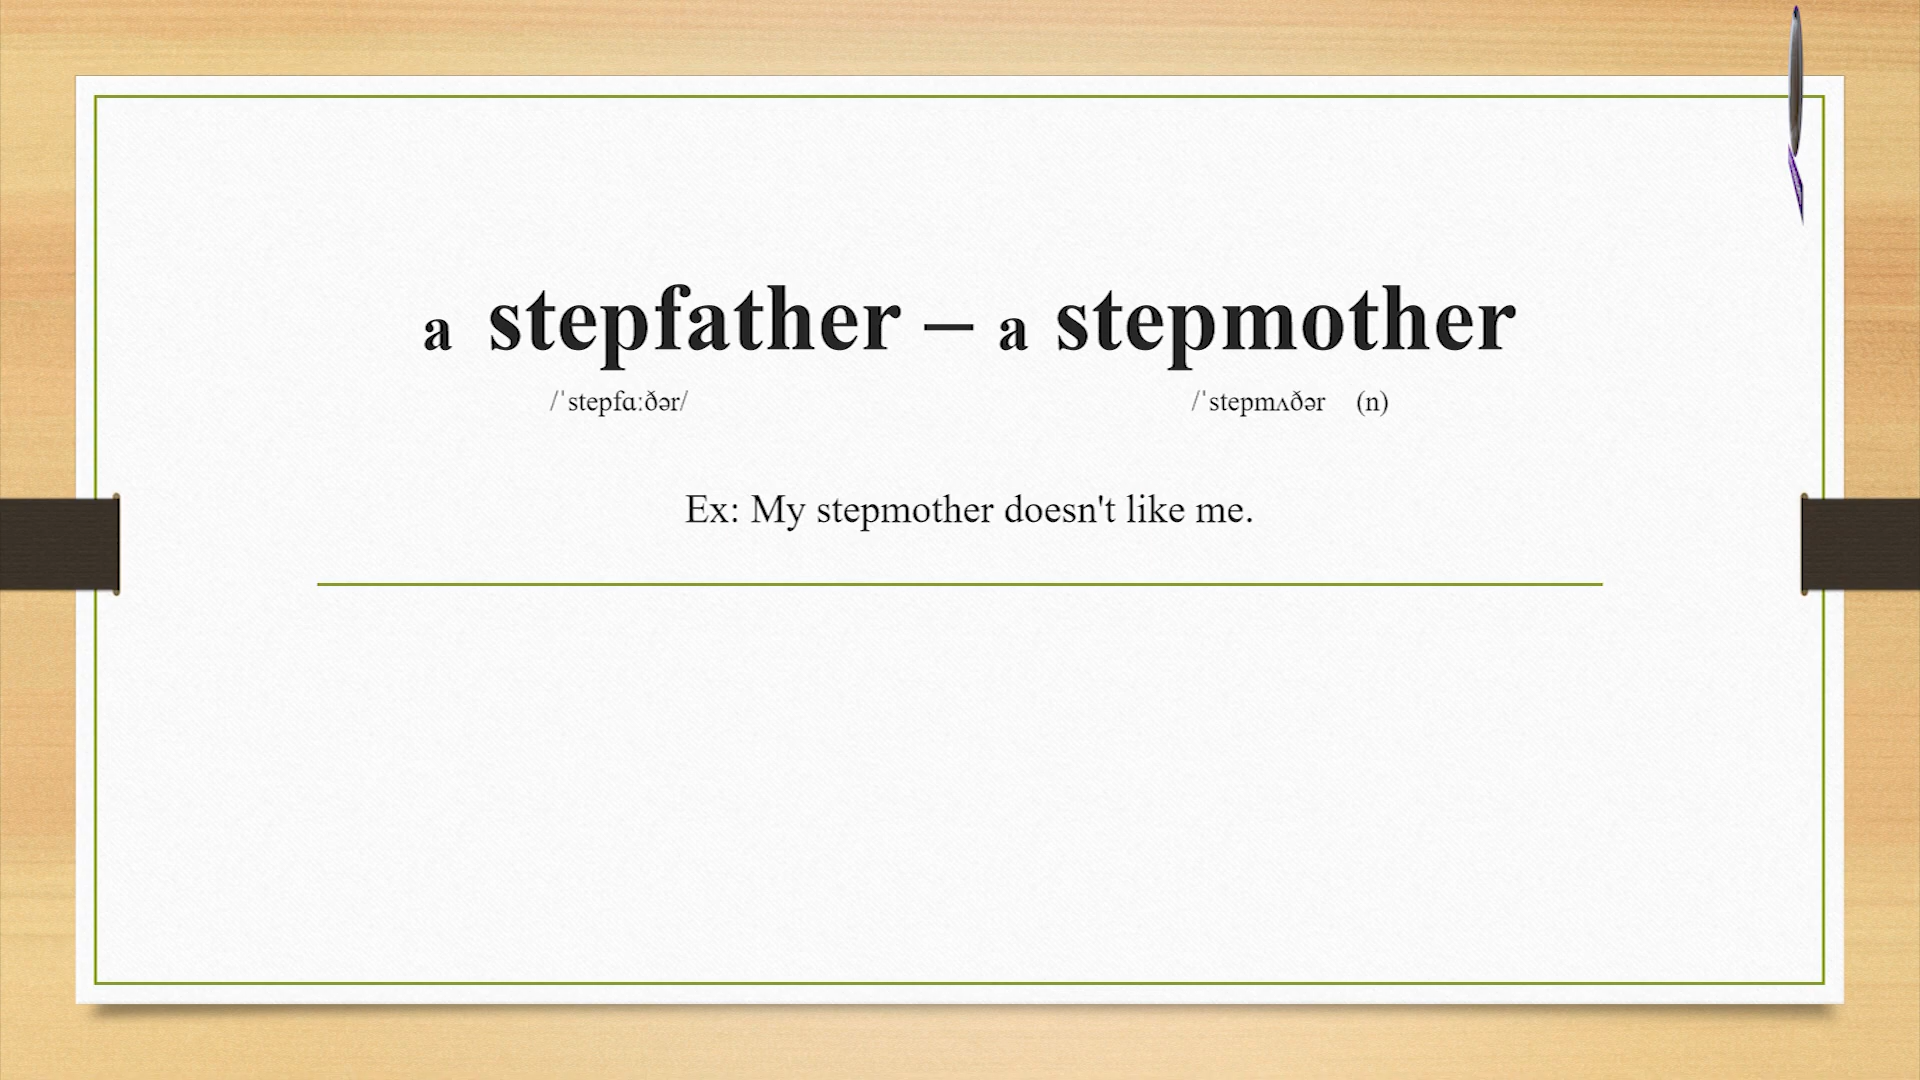 a stepfather – a stepmother
/ˈstepfɑːðər/ /ˈstepmʌðər (n)
Ex: My stepmother doesn't like me.